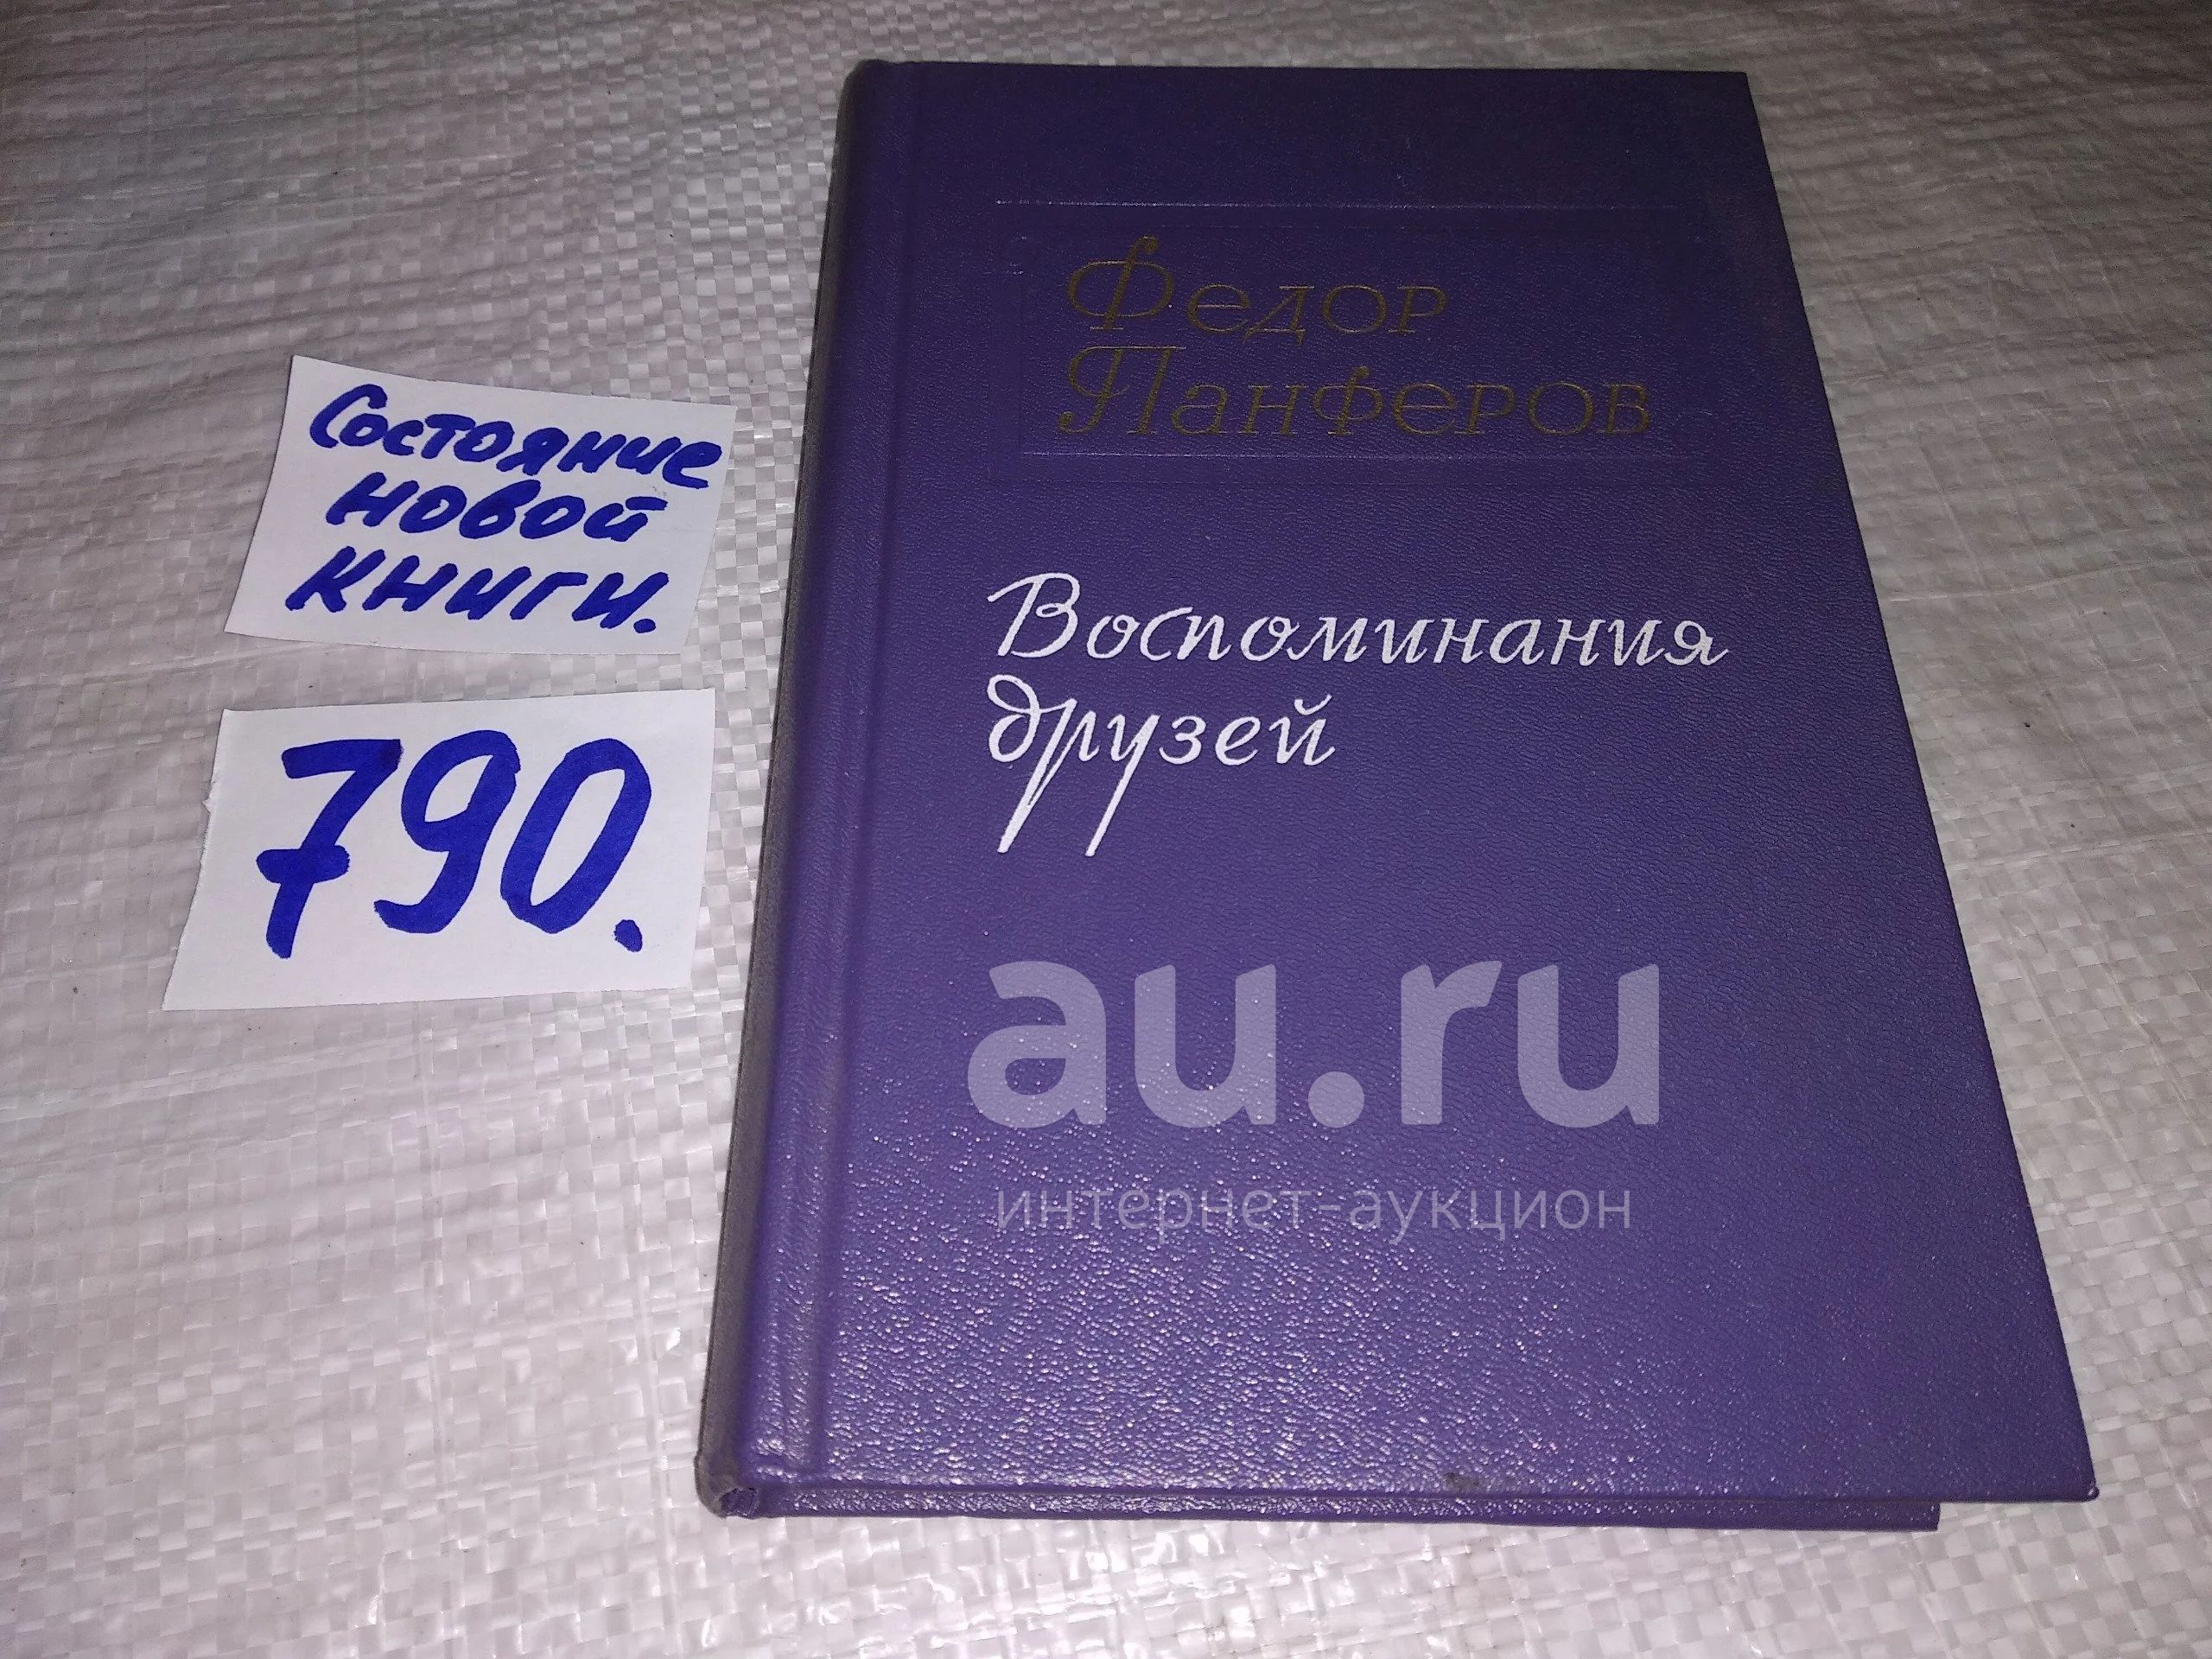 Состояние
новой
книги.
790.
Федор
Панферов
Воспоминания
друзей
au.ru
интернет-аукцион